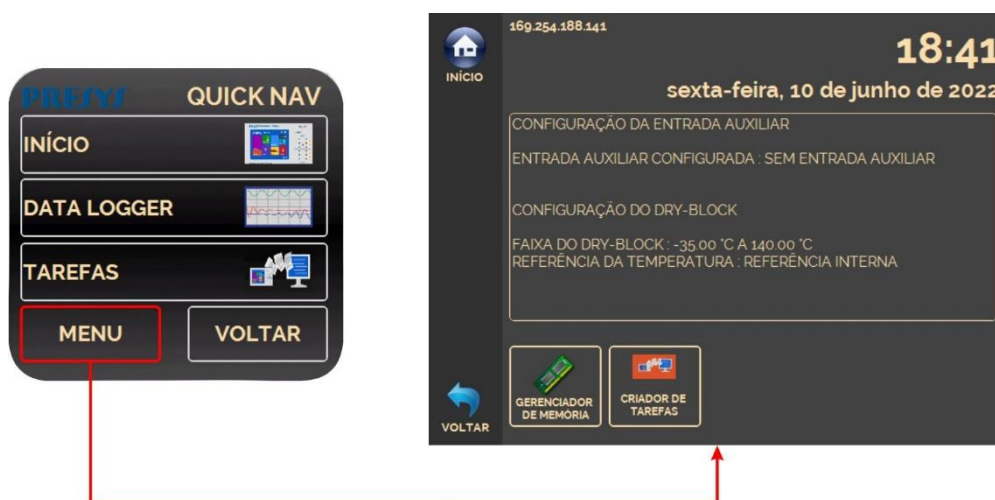 PRESYS
QUICK NAV
INÍCIO
DATA LOGGER
TAREFAS
MENU
VOLTAR
INÍCIO
169.254.188.141
18:41
sexta-feira, 10 de junho de 2022
CONFIGURAÇÃO DA ENTRADA AUXILIAR
ENTRADA AUXILIAR CONFIGURADA : SEM ENTRADA AUXILIAR
CONFIGURAÇÃO DO DRY-BLOCK
FAIXA DO DRY-BLOCK : -35.00 °C A 140.00 °C
REFERÊNCIA DA TEMPERATURA : REFERÊNCIA INTERNA
GERENCIADOR
DE MEMÓRIA
CRIADOR DE
TAREFAS
VOLTAR